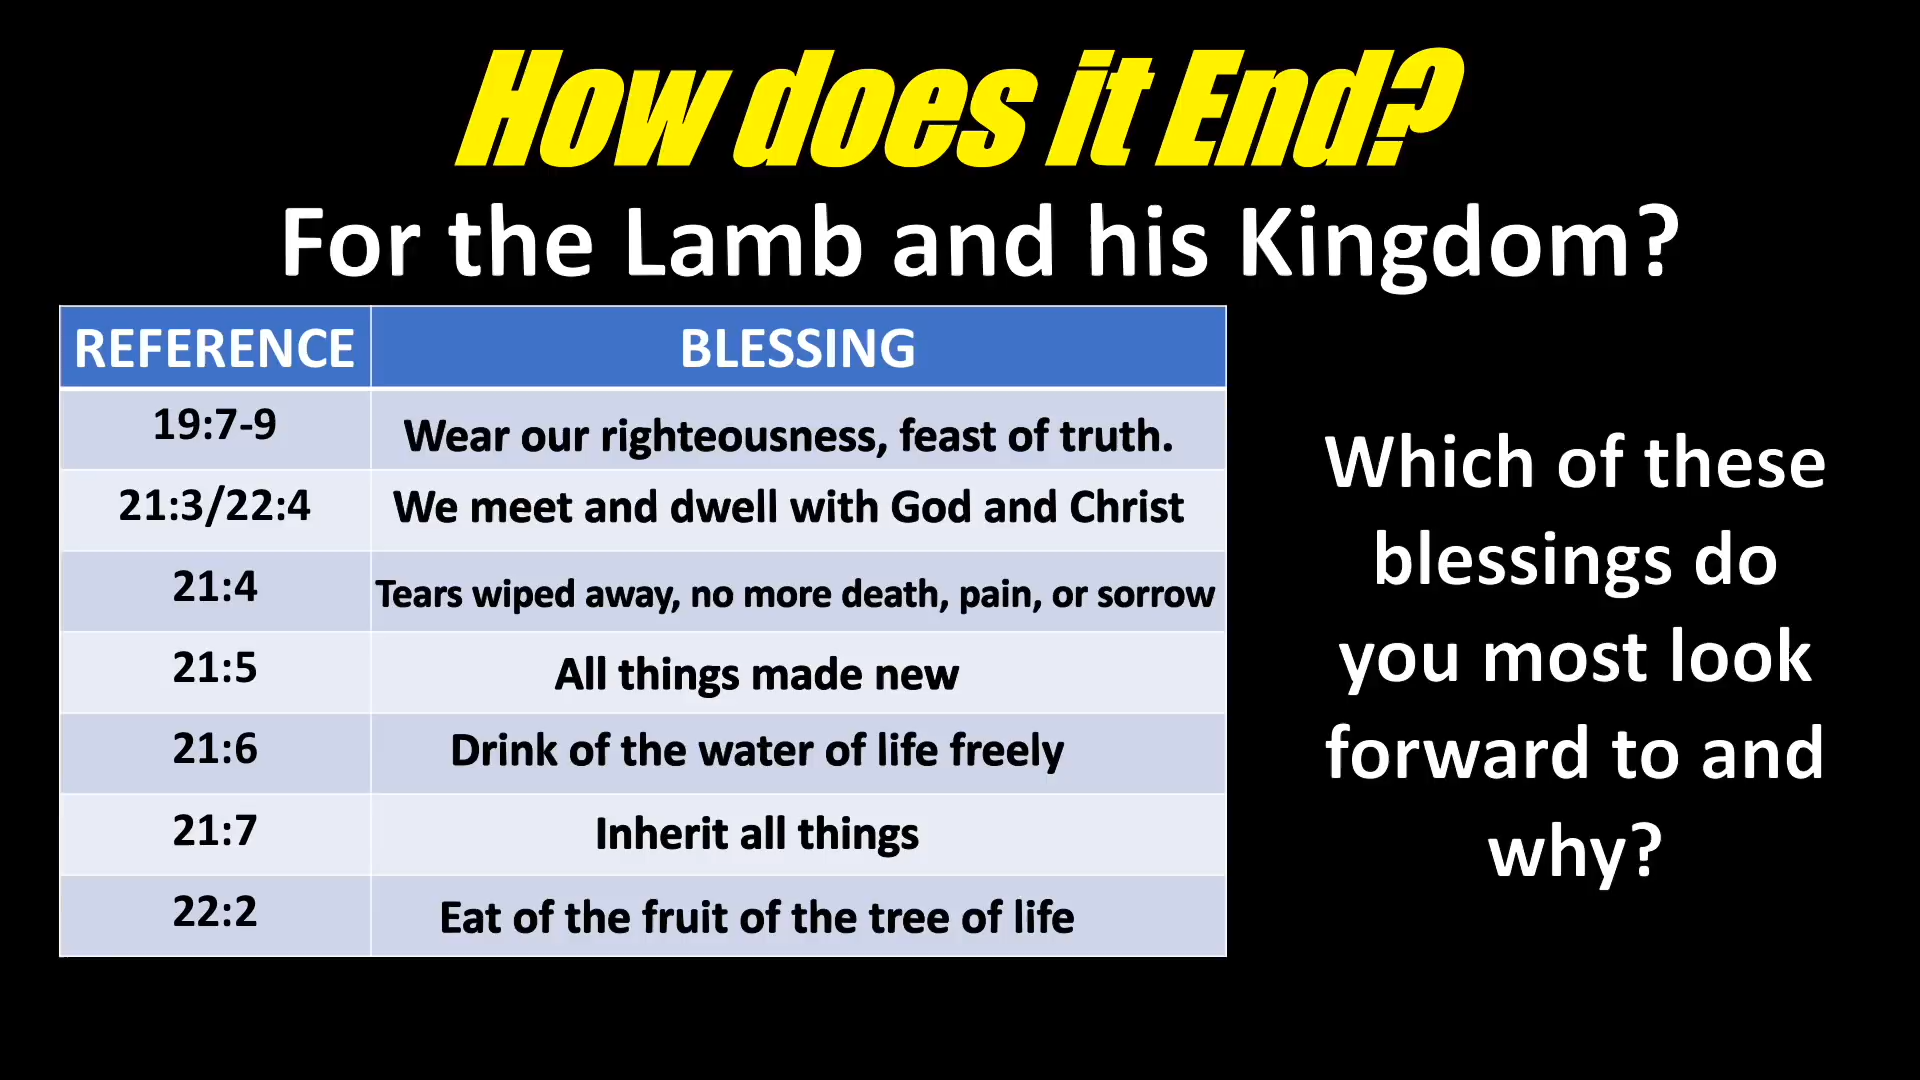 How does it End?
For the Lamb and his Kingdom?
REFERENCE BLESSING
19:7-9 Wear our righteousness, feast of truth.
21:3/22:4 We meet and dwell with God and Christ
21:4 Tears wiped away, no more death, pain, or sorrow
21:5 All things made new
21:6 Drink of the water of life freely
21:7 Inherit all things
22:2 Eat of the fruit of the tree of life
Which of these
blessings do
you most look
forward to and
why?